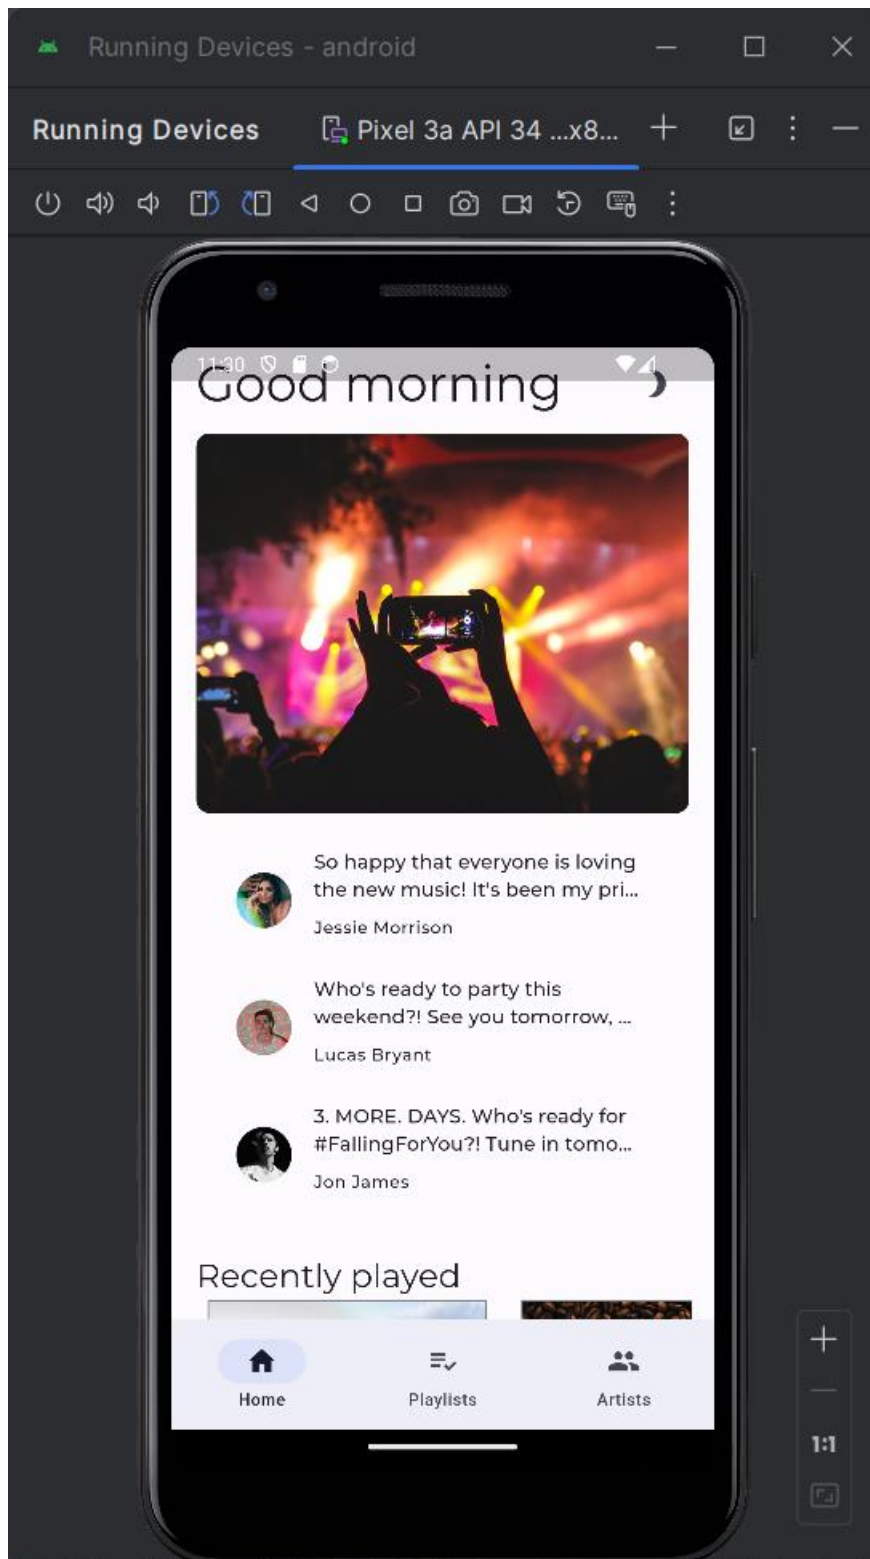 Running Devices - android
Running Devices
Pixel 3a API 34 ...x8...
11:30
Good morning
So happy that everyone is loving
the new music! It's been my pri...
Jessie Morrison
Who's ready to party this
weekend?! See you tomorrow, ...
Lucas Bryant
3. MORE. DAYS. Who's ready for
#FallingForYou?! Tune in tomo...
Jon James
Recently played
Home
Playlists
Artists
1:1